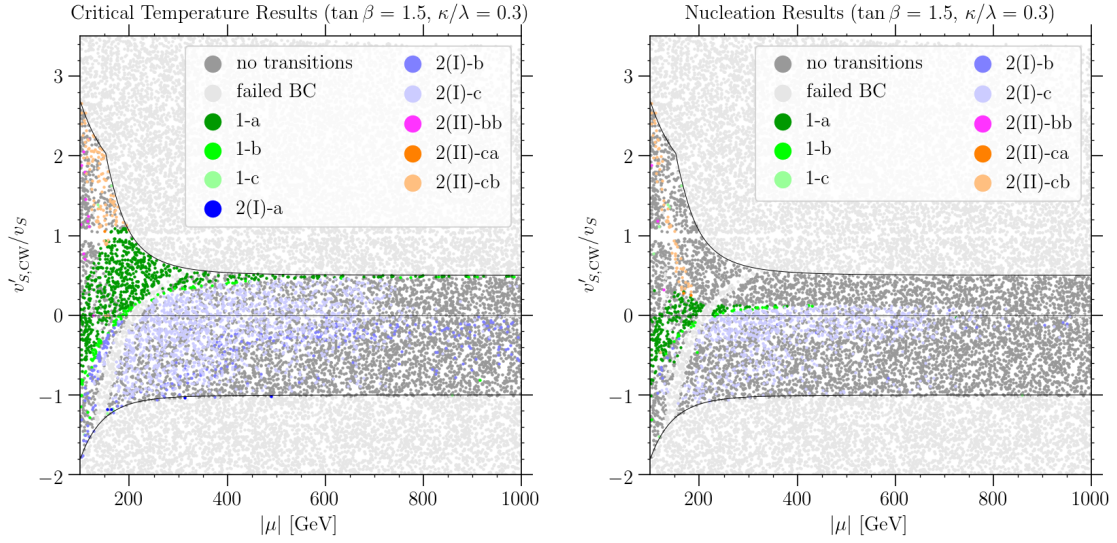 Critical Temperature Results (tan β = 1.5, κ/λ = 0.3)
no transitions
failed BC
1-a
1-b
1-c
2(I)-a
2(I)-b
2(I)-c
2(II)-bb
2(II)-ca
2(II)-cb
3
2
1
0
−1
−2
v′S,CW/vS
200 400 600 800 1000
|μ| [GeV]
Nucleation Results (tan β = 1.5, κ/λ = 0.3)
no transitions
failed BC
1-a
1-b
1-c
2(I)-b
2(I)-c
2(II)-bb
2(II)-ca
2(II)-cb
3
2
1
0
−1
−2
v′S,CW/vS
200 400 600 800 1000
|μ| [GeV]